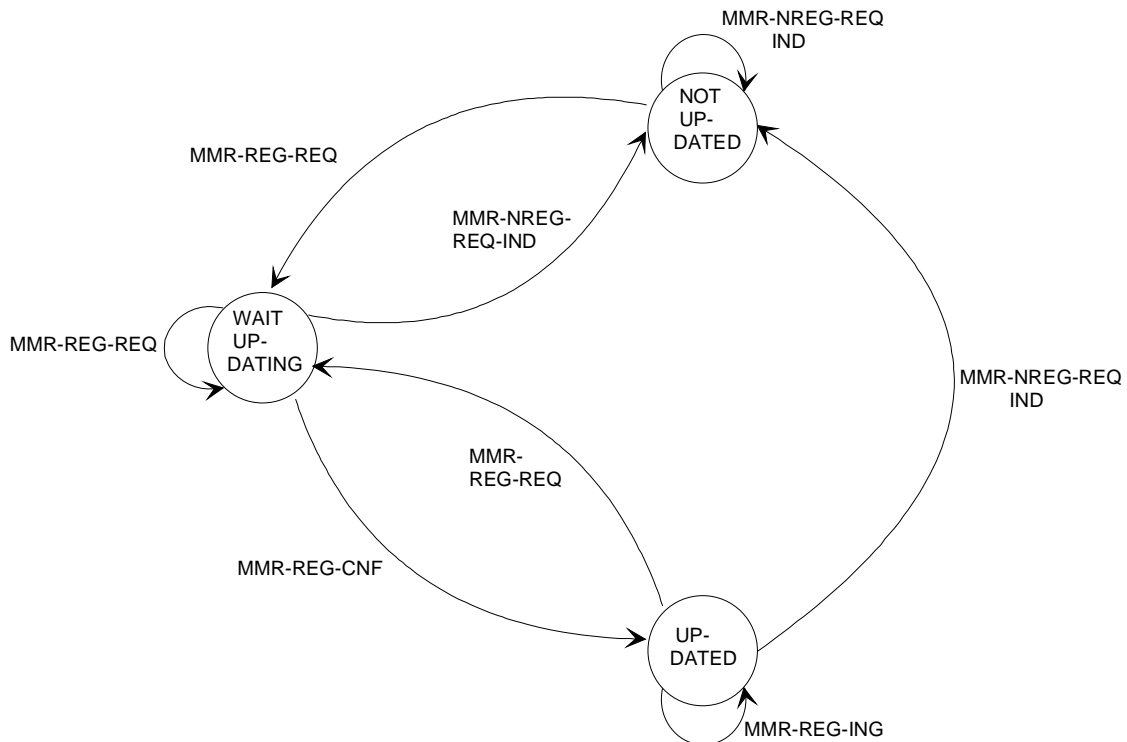 MMR-NREG-REQ
IND
NOT
UP-
DATED
MMR-REG-REQ
MMR-NREG-
REQ-IND
WAIT
UP-
DATING
MMR-REG-REQ
MMR-NREG-REQ
IND
MMR-
REG-REQ
MMR-REG-CNF
UP-
DATED
MMR-REG-ING